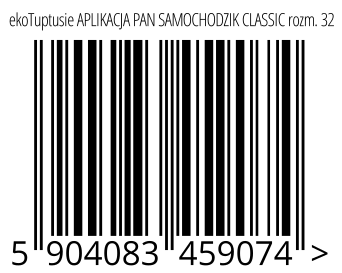 ekoTuptusie APLIKACJA PAN SAMOCHODZIK CLASSIC rozm. 32
5 904083 459074 >